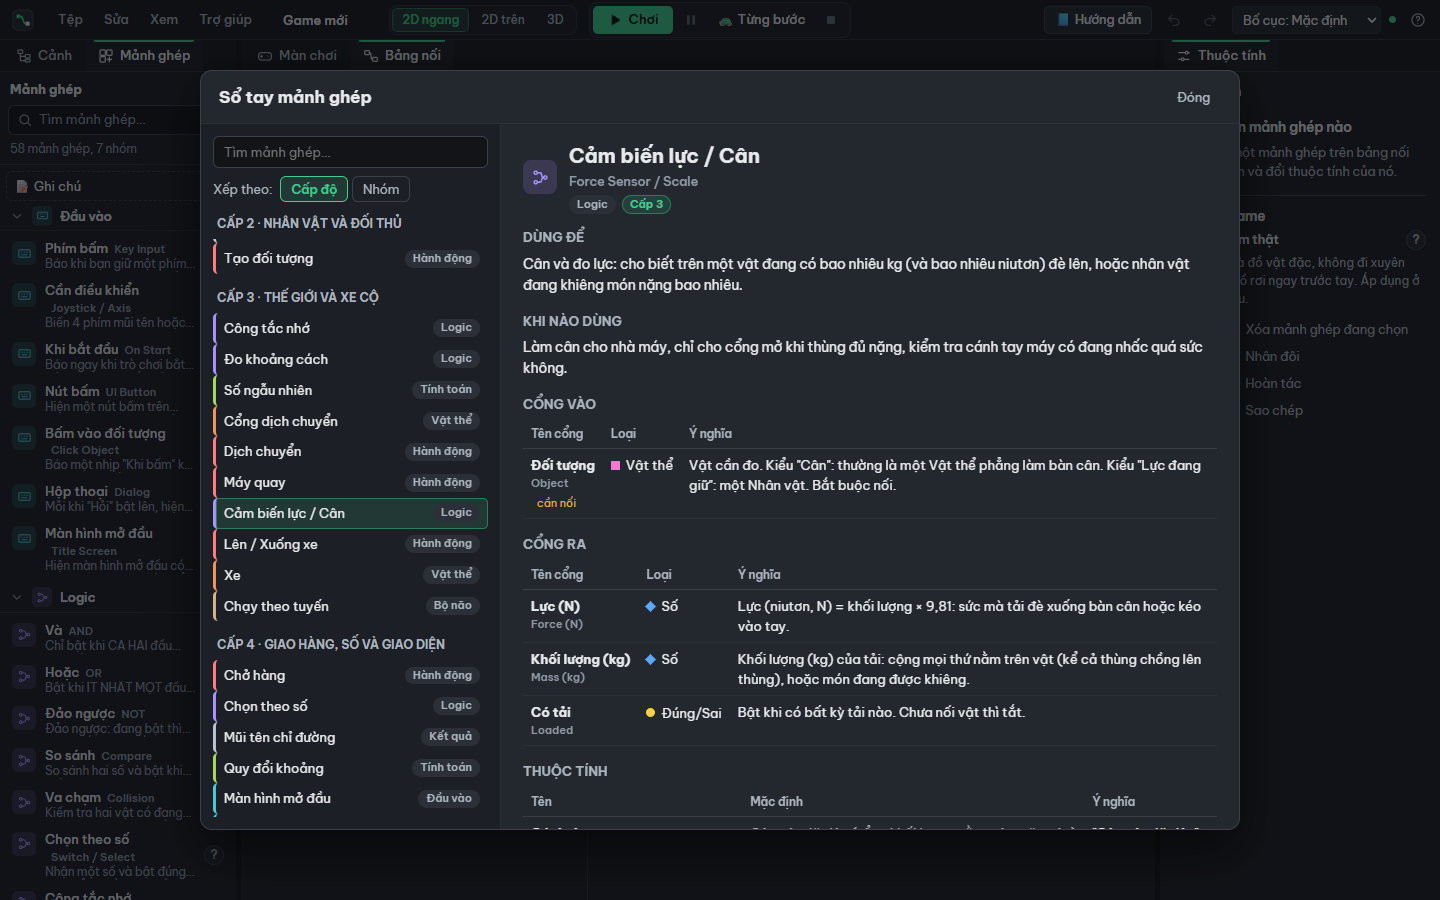 Tệp
Sửa
Xem
Trợ giúp
Game mới
2D ngang
2D trên
3D
Chơi
Từng bước
Hướng dẫn
Bố cục: Mặc định
Cảnh
Mảnh ghép
Màn chơi
Bảng nối
Thuộc tính
Mảnh ghép
Tìm mảnh ghép...
58 mảnh ghép, 7 nhóm
Ghi chú
Đầu vào
Phím bấm Key Input
Báo khi bạn giữ một phím...
Cần điều khiển
Joystick / Axis
Biến 4 phím mũi tên hoặc...
Khi bắt đầu On Start
Báo ngay khi trò chơi bắt...
Nút bấm UI Button
Hiện một nút bấm trên...
Bấm vào đối tượng
Click Object
Báo một nhịp "Khi bấm" k...
Hộp thoại Dialog
Mỗi khi "Hỏi" bật lên, hiện...
Màn hình mở đầu
Title Screen
Hiện màn hình mở đầu có...
Logic
Và AND
Chỉ bật khi CẢ HAI đầu...
Hoặc OR
Bật khi ÍT NHẤT MỘT đầu...
Đảo ngược NOT
Đảo ngược: đang bật thì...
So sánh Compare
So sánh hai số và bật khi...
Va chạm Collision
Kiểm tra hai vật có đang...
Chọn theo số
Switch / Select
Nhận một số và bật đúng...
Công tắc nhớ
?
Sổ tay mảnh ghép
Đóng
Tìm mảnh ghép...
Xếp theo:
Cấp độ
Nhóm
CẤP 2 · NHÂN VẬT VÀ ĐỐI THỦ
Tạo đối tượng Hành động
CẤP 3 · THẾ GIỚI VÀ XE CỘ
Công tắc nhớ Logic
Đo khoảng cách Logic
Số ngẫu nhiên Tính toán
Cổng dịch chuyển Vật thể
Dịch chuyển Hành động
Máy quay Hành động
Cảm biến lực / Cân Logic
Lên / Xuống xe Hành động
Xe Vật thể
Chạy theo tuyến Bộ não
CẤP 4 · GIAO HÀNG, SỐ VÀ GIAO DIỆN
Chở hàng Hành động
Chọn theo số Logic
Mũi tên chỉ đường Kết quả
Quy đổi khoảng Tính toán
Màn hình mở đầu Đầu vào
Cảm biến lực / Cân
Force Sensor / Scale
Logic
Cấp 3
DÙNG ĐỂ
Cân và đo lực: cho biết trên một vật đang có bao nhiêu kg (và bao nhiêu niutơn) đè lên, hoặc nhân vật
đang khiêng món nặng bao nhiêu.
KHI NÀO DÙNG
Làm cân cho nhà máy, chỉ cho cổng mở khi thùng đủ nặng, kiểm tra cánh tay máy có đang nhấc quá sức
không.
CỔNG VÀO
Tên cổng Loại Ý nghĩa
Đối tượng Vật thể Vật cần đo. Kiểu "Cân": thường là một Vật thể phẳng làm bàn cân. Kiểu "Lực đang
Object giữ": một Nhân vật. Bắt buộc nối.
cần nối
CỔNG RA
Tên cổng Loại Ý nghĩa
Lực (N) Số Lực (niutơn, N) = khối lượng × 9,81: sức mà tải đè xuống bàn cân hoặc kéo
Force (N) vào tay.
Khối lượng (kg) Số Khối lượng (kg) của tải: cộng mọi thứ nằm trên vật (kể cả thùng chồng lên
Mass (kg) thùng), hoặc món đang được khiêng.
Có tải Đúng/Sai Bật khi có bất kỳ tải nào. Chưa nối vật thì tắt.
Loaded
THUỘC TÍNH
Tên Mặc định Ý nghĩa
n mảnh ghép nào
một mảnh ghép trên bảng nối
n và đổi thuộc tính của nó.
ame
m thật
?
à đồ vật đặc, không đi xuyên
ó rơi ngay trước tay. Áp dụng ở
u.
Xóa mảnh ghép đang chọn
Nhân đôi
Hoàn tác
Sao chép